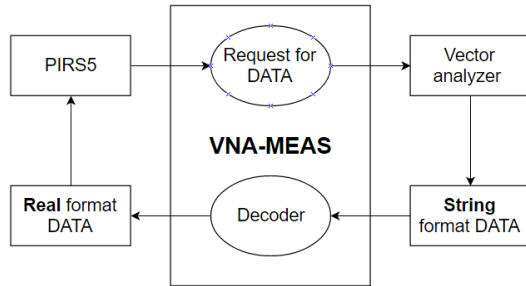 PIRS5
Request for
DATA
Vector
analyzer
VNA-MEAS
Real format
DATA
Decoder
String
format DATA